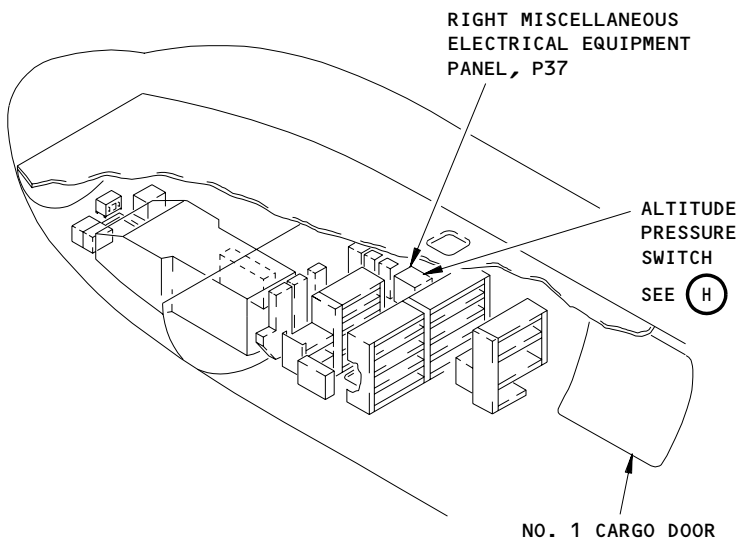 RIGHT MISCELLANEOUS
ELECTRICAL EQUIPMENT
PANEL, P37
ALTITUDE
PRESSURE
SWITCH
SEE H
NO. 1 CARGO DOOR